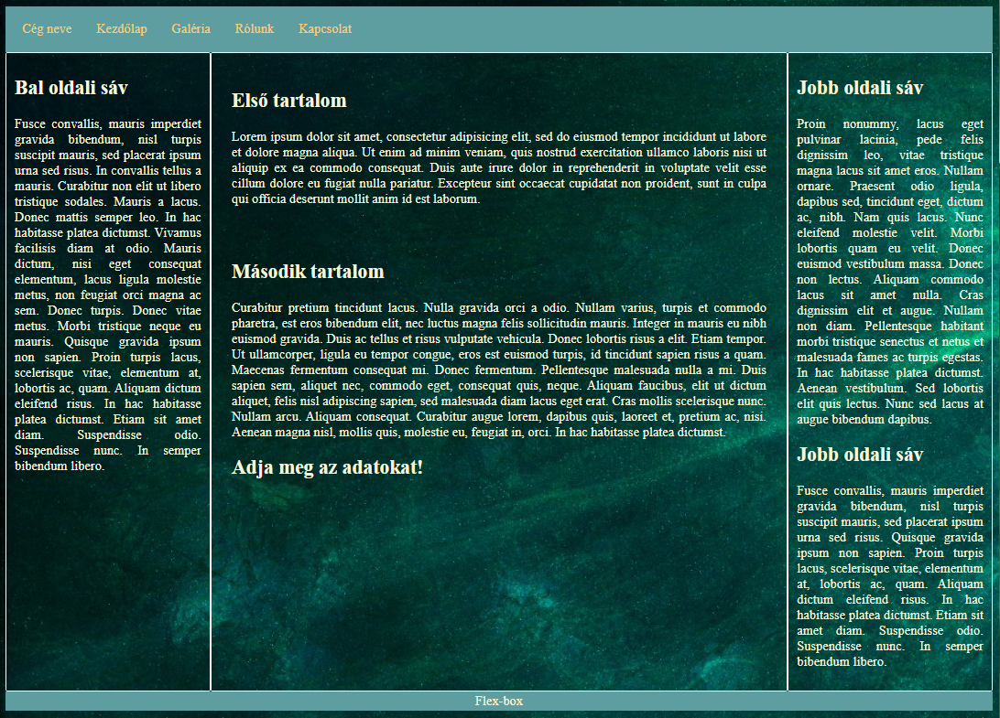 Cég neve Kezdőlap Galéria Rólunk Kapcsolat
Bal oldali sáv
Fusce convallis, mauris imperdiet
gravida bibendum, nisl turpis
suscipit mauris, sed placerat ipsum
urna sed risus. In convallis tellus a
mauris. Curabitur non elit ut libero
tristique sodales. Mauris a lacus.
Donec mattis semper leo. In hac
habitasse platea dictumst. Vivamus
facilisis diam at odio. Mauris
dictum, nisi eget consequat
elementum, lacus ligula molestie
metus, non feugiat orci magna ac
sem. Donec turpis. Donec vitae
metus. Morbi tristique neque eu
mauris. Quisque gravida ipsum
non sapien. Proin turpis lacus,
scelerisque vitae, elementum at,
lobortis ac, quam. Aliquam dictum
eleifend risus. In hac habitasse
platea dictumst. Etiam sit amet
diam. Suspendisse odio.
Suspendisse nunc. In semper
bibendum libero.
Első tartalom
Lorem ipsum dolor sit amet, consectetur adipisicing elit, sed do eiusmod tempor incididunt ut labore
et dolore magna aliqua. Ut enim ad minim veniam, quis nostrud exercitation ullamco laboris nisi ut
aliquip ex ea commodo consequat. Duis aute irure dolor in reprehenderit in voluptate velit esse
cillum dolore eu fugiat nulla pariatur. Excepteur sint occaecat cupidatat non proident, sunt in culpa
qui officia deserunt mollit anim id est laborum.
Második tartalom
Curabitur pretium tincidunt lacus. Nulla gravida orci a odio. Nullam varius, turpis et commodo
pharetra, est eros bibendum elit, nec luctus magna felis sollicitudin mauris. Integer in mauris eu nibh
euismod gravida. Duis ac tellus et risus vulputate vehicula. Donec lobortis risus a elit. Etiam tempor.
Ut ullamcorper, ligula eu tempor congue, eros est euismod turpis, id tincidunt sapien risus a quam.
Maecenas fermentum consequat mi. Donec fermentum. Pellentesque malesuada nulla a mi. Duis
sapien sem, aliquet nec, commodo eget, consequat quis, neque. Aliquam faucibus, elit ut dictum
aliquet, felis nisl adipiscing sapien, sed malesuada diam lacus eget erat. Cras mollis scelerisque nunc.
Nullam arcu. Aliquam consequat. Curabitur augue lorem, dapibus quis, laoreet et, pretium ac, nisi.
Aenean magna nisl, mollis quis, molestie eu, feugiat in, orci. In hac habitasse platea dictumst.
Adja meg az adatokat!
Jobb oldali sáv
Proin nonummy, lacus eget
pulvinar lacinia, pede felis
dignissim leo, vitae tristique
magna lacus sit amet eros. Nullam
ornare. Praesent odio ligula,
dapibus sed, tincidunt eget, dictum
ac, nibh. Nam quis lacus. Nunc
eleifend molestie velit. Morbi
lobortis quam eu velit. Donec
euismod vestibulum massa. Donec
non lectus. Aliquam commodo
lacus sit amet nulla. Cras
dignissim elit et augue. Nullam
non diam. Pellentesque habitant
morbi tristique senectus et netus et
malesuada fames ac turpis egestas.
In hac habitasse platea dictumst.
Aenean vestibulum. Sed lobortis
elit quis lectus. Nunc sed lacus at
augue bibendum dapibus.
Jobb oldali sáv
Fusce convallis, mauris imperdiet
gravida bibendum, nisl turpis
suscipit mauris, sed placerat ipsum
urna sed risus. Quisque gravida
ipsum non sapien. Proin turpis
lacus, scelerisque vitae, elementum
at, lobortis ac, quam. Aliquam
dictum eleifend risus. In hac
habitasse platea dictumst. Etiam sit
amet diam. Suspendisse odio.
Suspendisse nunc. In semper
bibendum libero.
Flex-box